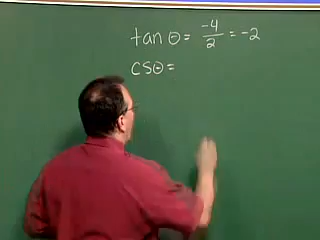 tan θ = -4/2 = -2
csθ =